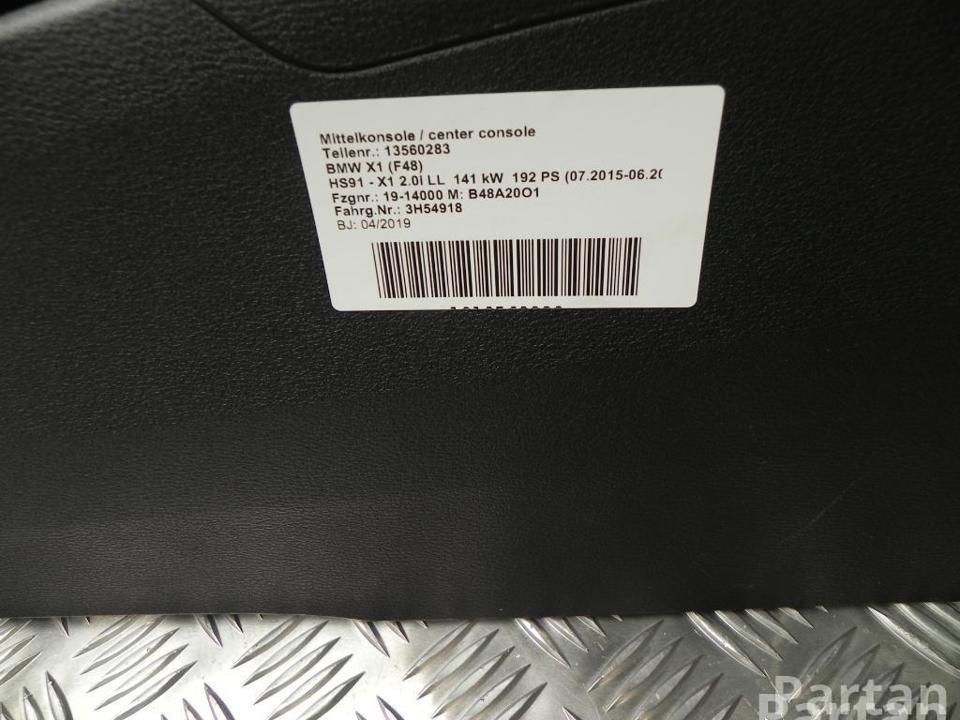 Mittelkonsole / center console
Teilenr.: 13560283
BMW X1 (F48)
HS91 - X1 2.0i LL 141 kW 192 PS (07.2015-06.20
Fzgnr.: 19-14000 M: B48A20O1
Fahrg.Nr.: 3H54918
BJ: 04/2019
Partan